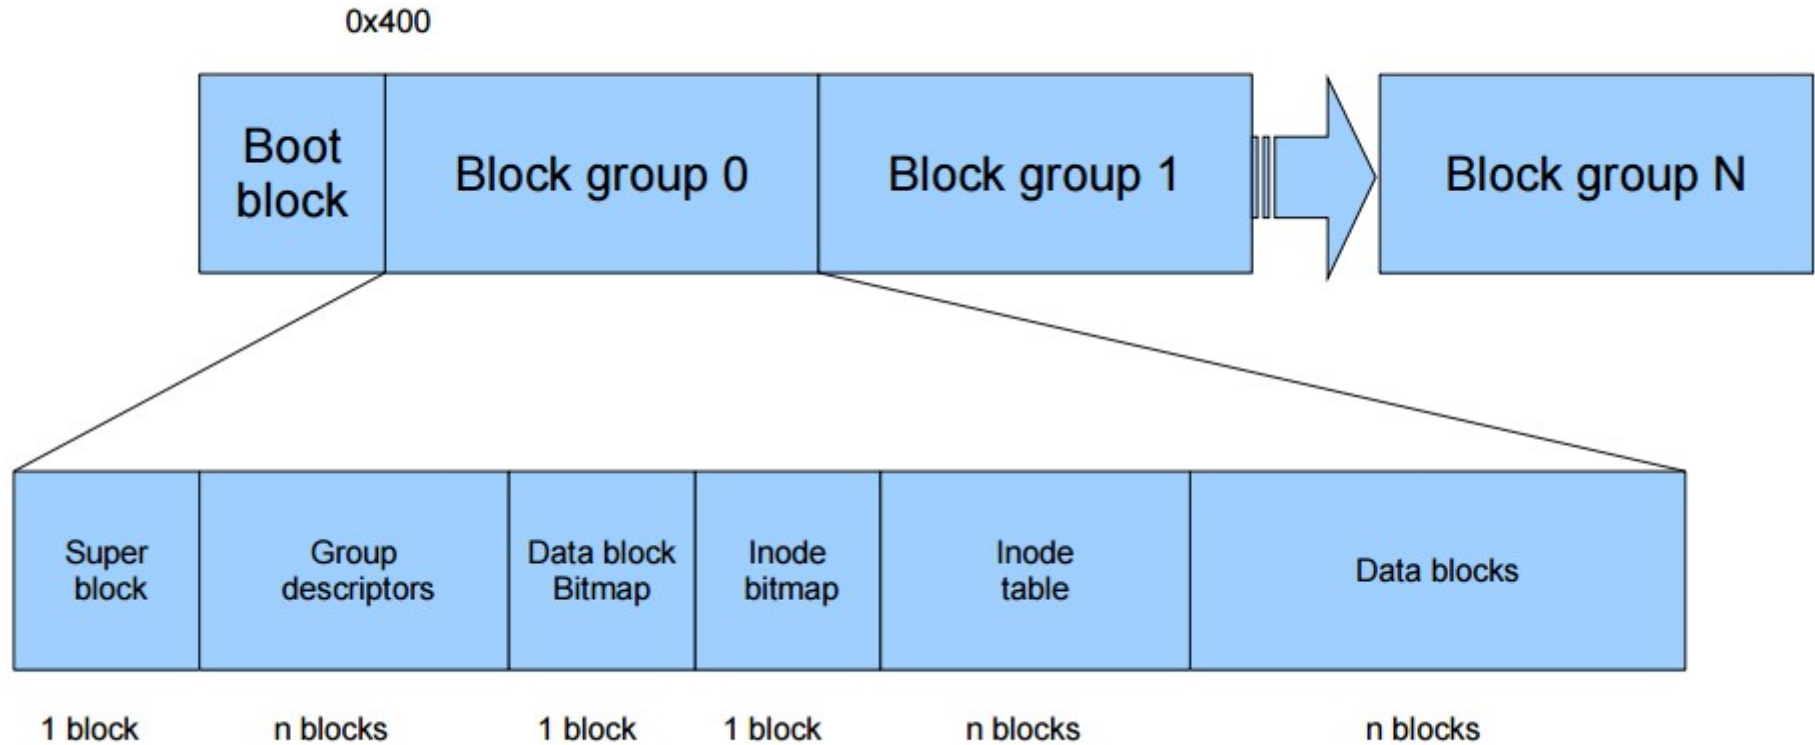 0x400
Boot
block
Block group 0
Block group 1
Block group N
Super
block
Group
descriptors
Data block
Bitmap
Inode
bitmap
Inode
table
Data blocks
1 block
n blocks
1 block
1 block
n blocks
n blocks